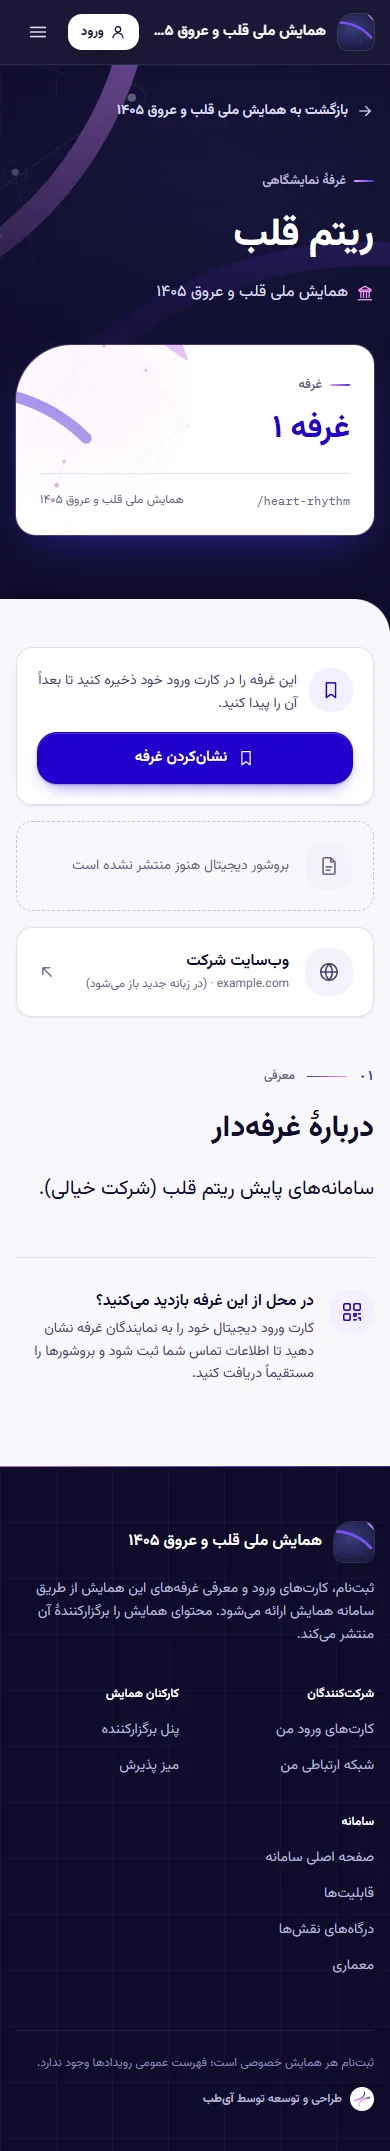 همایش ملی قلب و عروق ۵...
ورود
بازگشت به همایش ملی قلب و عروق ۱۴۰۵
غرفهٔ نمایشگاهی
ریتم قلب
همایش ملی قلب و عروق ۱۴۰۵
غرفه
غرفه ۱
/heart-rhythm
همایش ملی قلب و عروق ۱۴۰۵
این غرفه را در کارت ورود خود ذخیره کنید تا بعداً
آن را پیدا کنید.
نشان‌کردن غرفه
بروشور دیجیتال هنوز منتشر نشده است
وب‌سایت شرکت
example.com · (در زبانه جدید باز می‌شود)
۰۱
معرفی
دربارهٔ غرفه‌دار
سامانه‌های پایش ریتم قلب (شرکت خیالی).
در محل از این غرفه بازدید می‌کنید؟
کارت ورود دیجیتال خود را به نمایندگان غرفه نشان
دهید تا اطلاعات تماس شما ثبت شود و بروشورها را
مستقیماً دریافت کنید.
همایش ملی قلب و عروق ۱۴۰۵
ثبت‌نام، کارت‌های ورود و معرفی غرفه‌های این همایش از طریق
سامانه همایش ارائه می‌شود. محتوای همایش را برگزارکنندهٔ آن
منتشر می‌کند.
شرکت‌کنندگان
کارت‌های ورود من
شبکه ارتباطی من
کارکنان همایش
پنل برگزارکننده
میز پذیرش
سامانه
صفحه اصلی سامانه
قابلیت‌ها
درگاه‌های نقش‌ها
معماری
ثبت‌نام هر همایش خصوصی است؛ فهرست عمومی رویدادها وجود ندارد.
طراحی و توسعه توسط آی‌طب